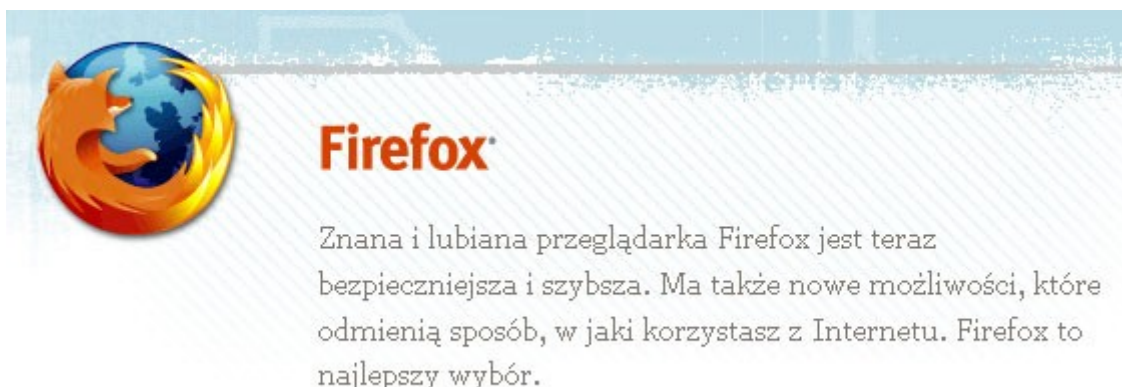 Firefox
Znana i lubiana przeglądarka Firefox jest teraz
bezpieczniejsza i szybsza. Ma także nowe możliwości, które
odmienią sposób, w jaki korzystasz z Internetu. Firefox to
najlepszy wybór.